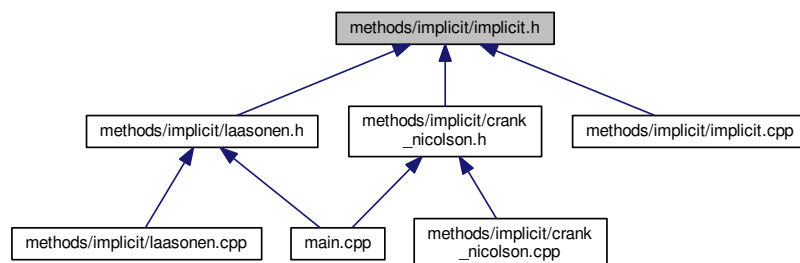 methods/implicit/implicit.h
methods/implicit/laasonen.h
methods/implicit/crank
_nicolson.h
methods/implicit/implicit.cpp
methods/implicit/laasonen.cpp
main.cpp
methods/implicit/crank
_nicolson.cpp